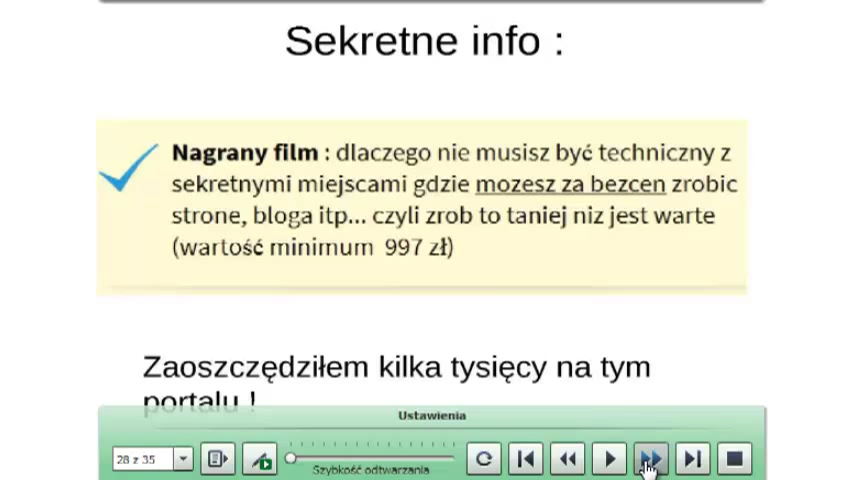 Sekretne info :
Nagrany film : dlaczego nie musisz być techniczny z
sekretnymi miejscami gdzie mozesz za bezcen zrobic
strone, bloga itp... czyli zrob to taniej niz jest warte
(wartość minimum 997 zł)
Zaoszczędziłem kilka tysięcy na tym
portalu !
Ustawienia
28 z 35
Szybkość odtwarzania